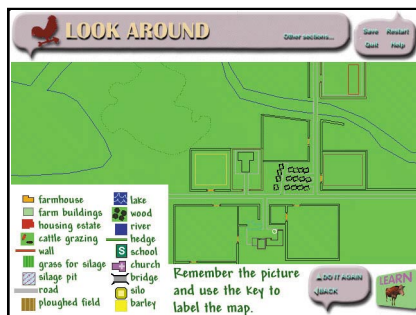 LOOK AROUND
Other sections...
Save Restart
Quit Help
farmhouse
farm buildings
housing estate
cattle grazing
wall
grass for silage
silage pit
road
ploughed field
lake
wood
river
hedge
S school
church
bridge
silo
barley
Remember the picture
and use the key to
label the map.
DO IT AGAIN
BACK
LEARN